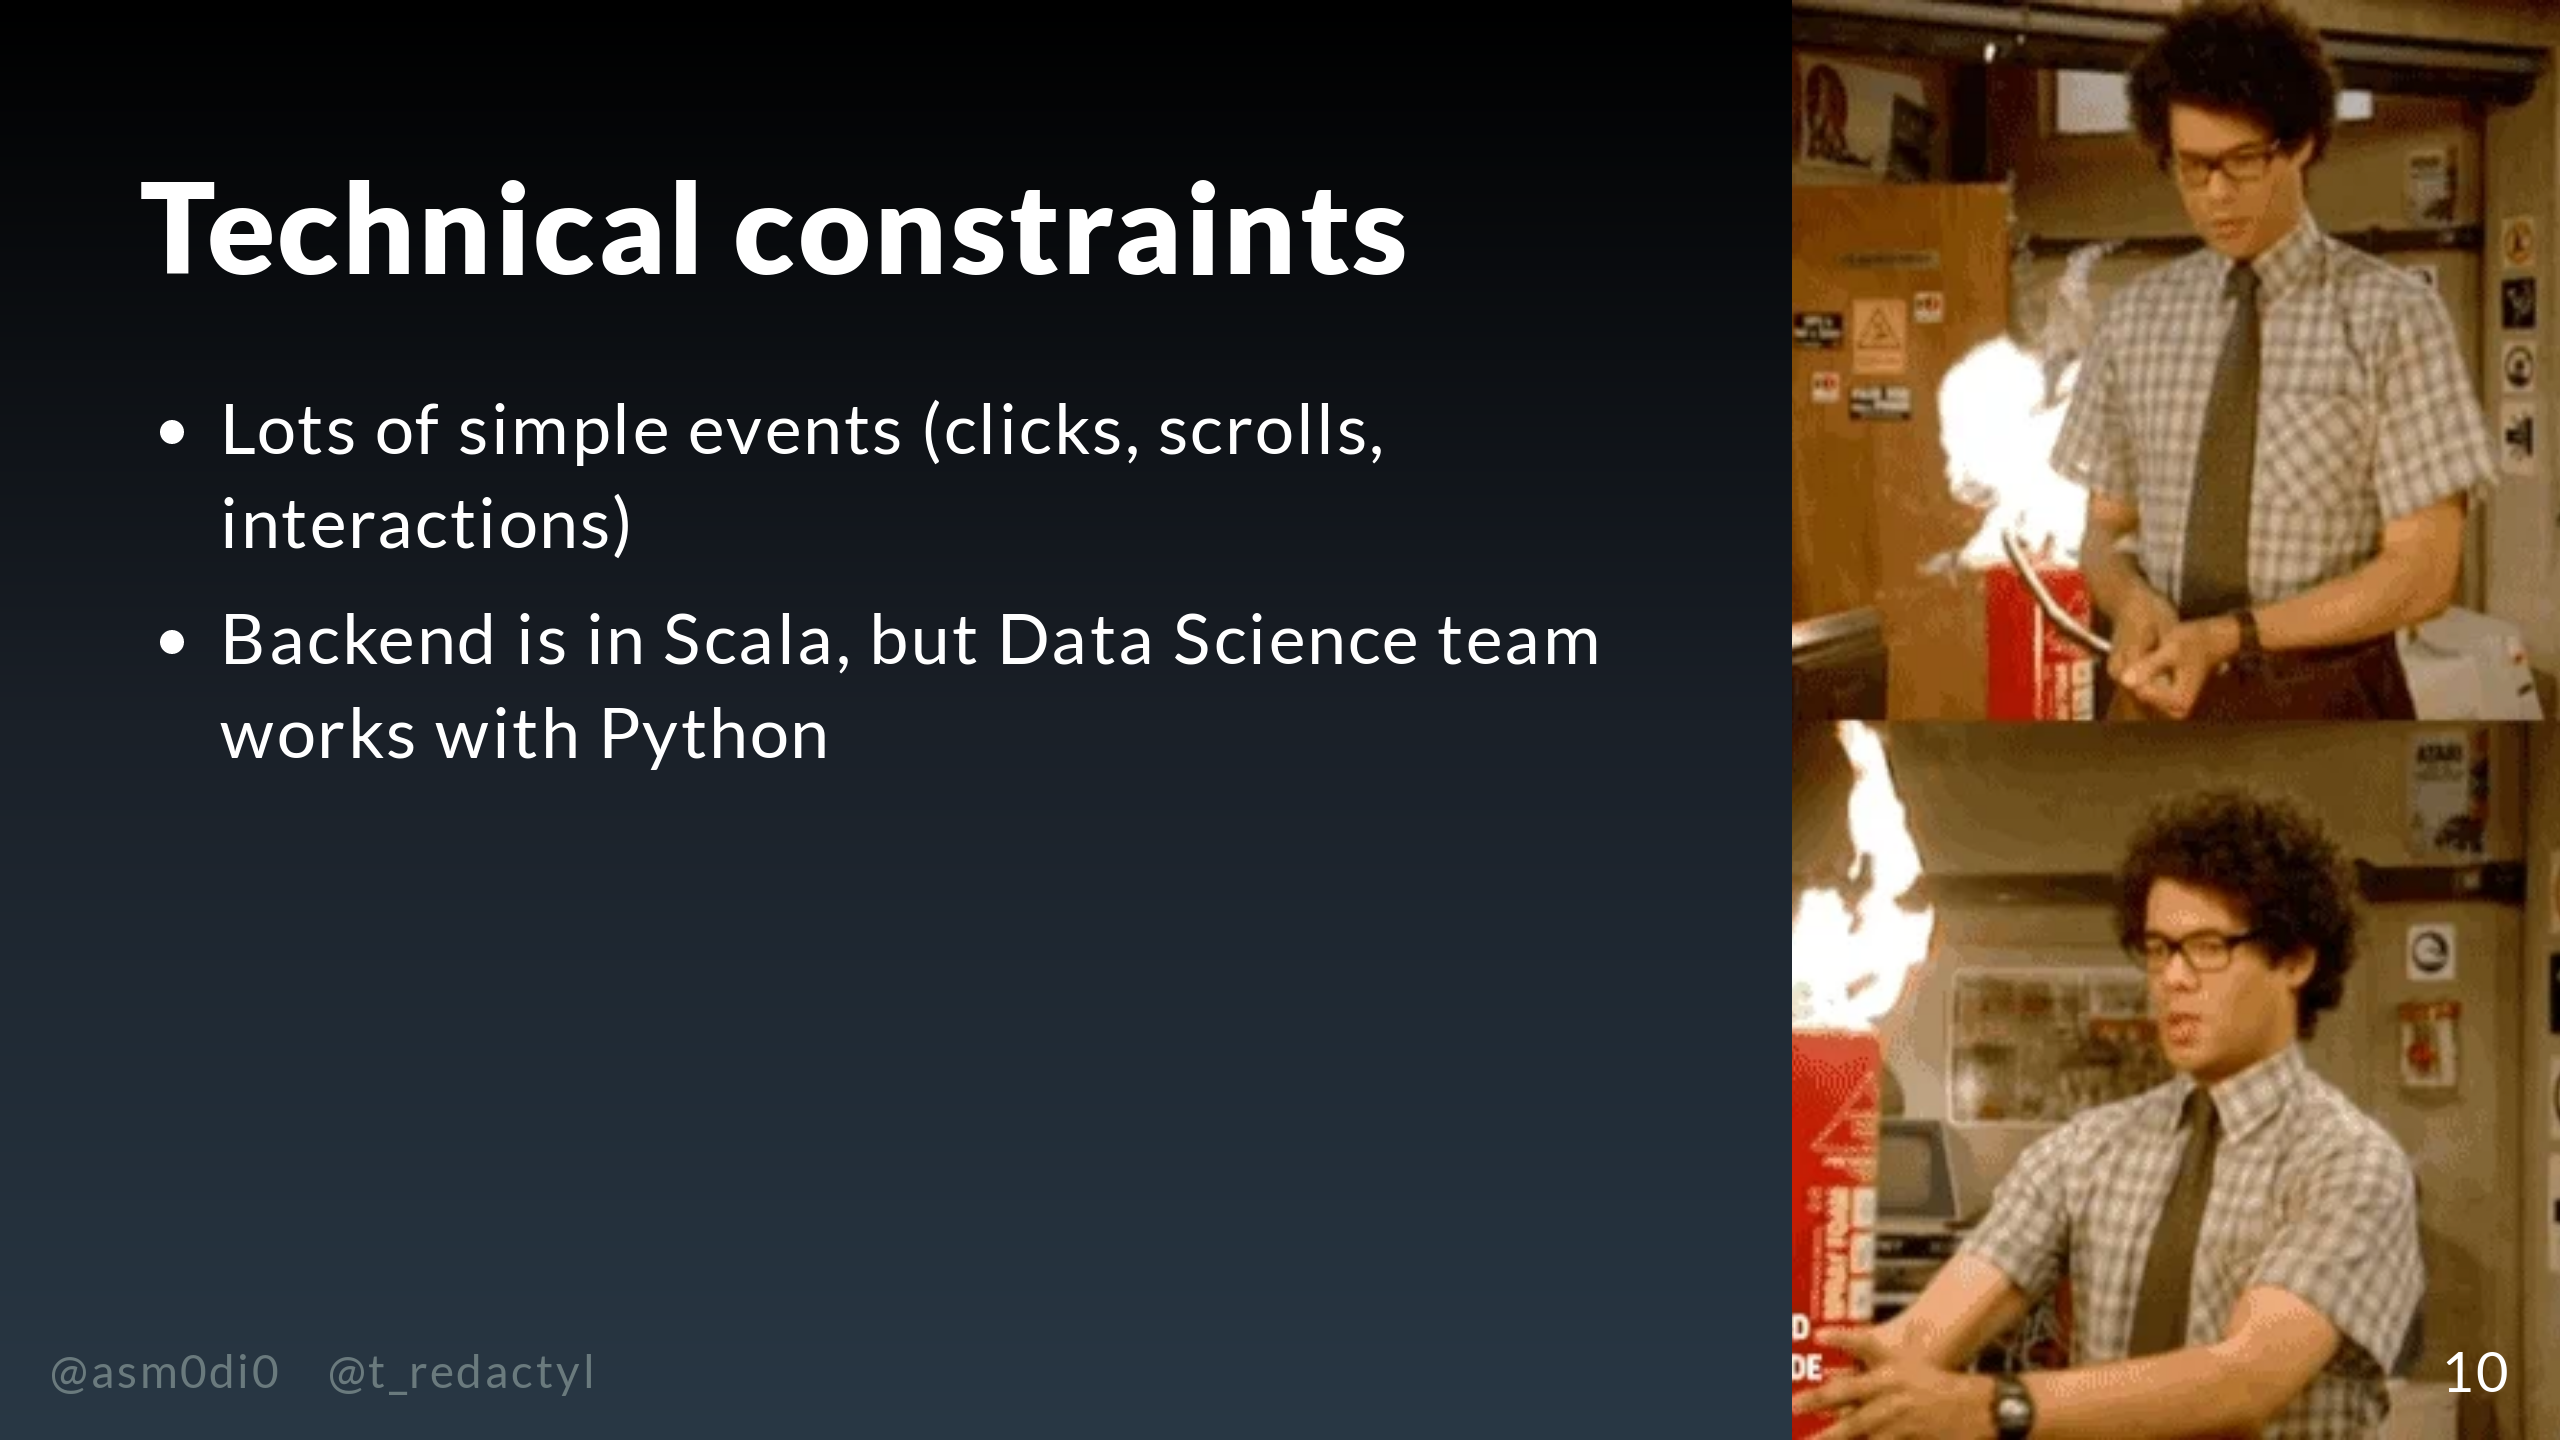 Technical constraints
• Lots of simple events (clicks, scrolls,
interactions)
• Backend is in Scala, but Data Science team
works with Python
@asm0di0 @t_redactyl
10
ATARI